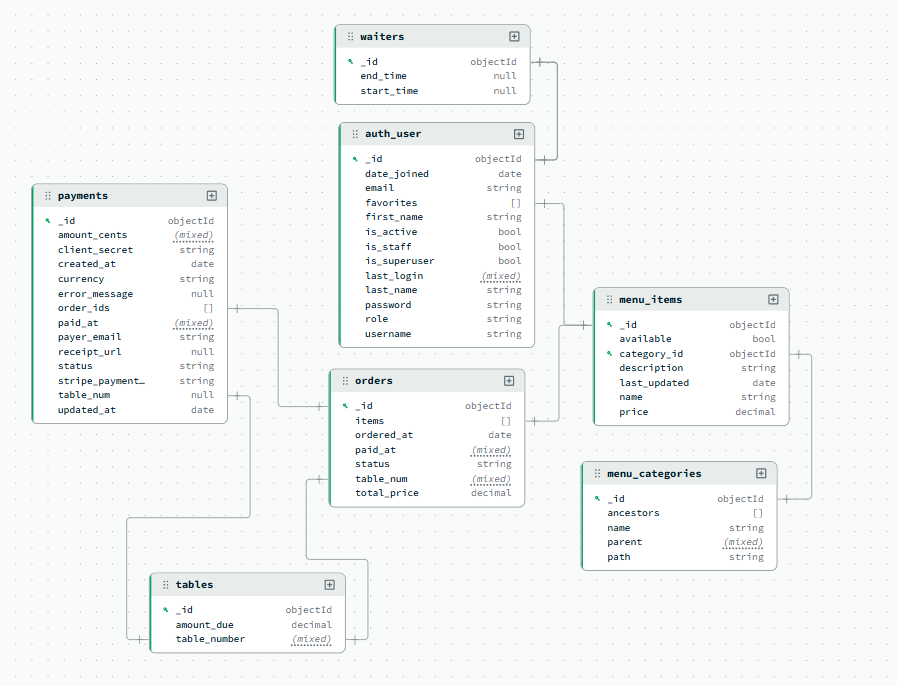 waiters
_id objectId
end_time null
start_time null
auth_user
_id objectId
date_joined date
email string
favorites []
first_name string
is_active bool
is_staff bool
is_superuser bool
last_login (mixed)
last_name string
password string
role string
username string
payments
_id objectId
amount_cents (mixed)
client_secret string
created_at date
currency string
error_message null
order_ids []
paid_at (mixed)
payer_email string
receipt_url null
status string
stripe_payment… string
table_num null
updated_at date
menu_items
_id objectId
available bool
category_id objectId
description string
last_updated date
name string
price decimal
orders
_id objectId
items []
ordered_at date
paid_at (mixed)
status string
table_num (mixed)
total_price decimal
menu_categories
_id objectId
ancestors []
name string
parent (mixed)
path string
tables
_id objectId
amount_due decimal
table_number (mixed)